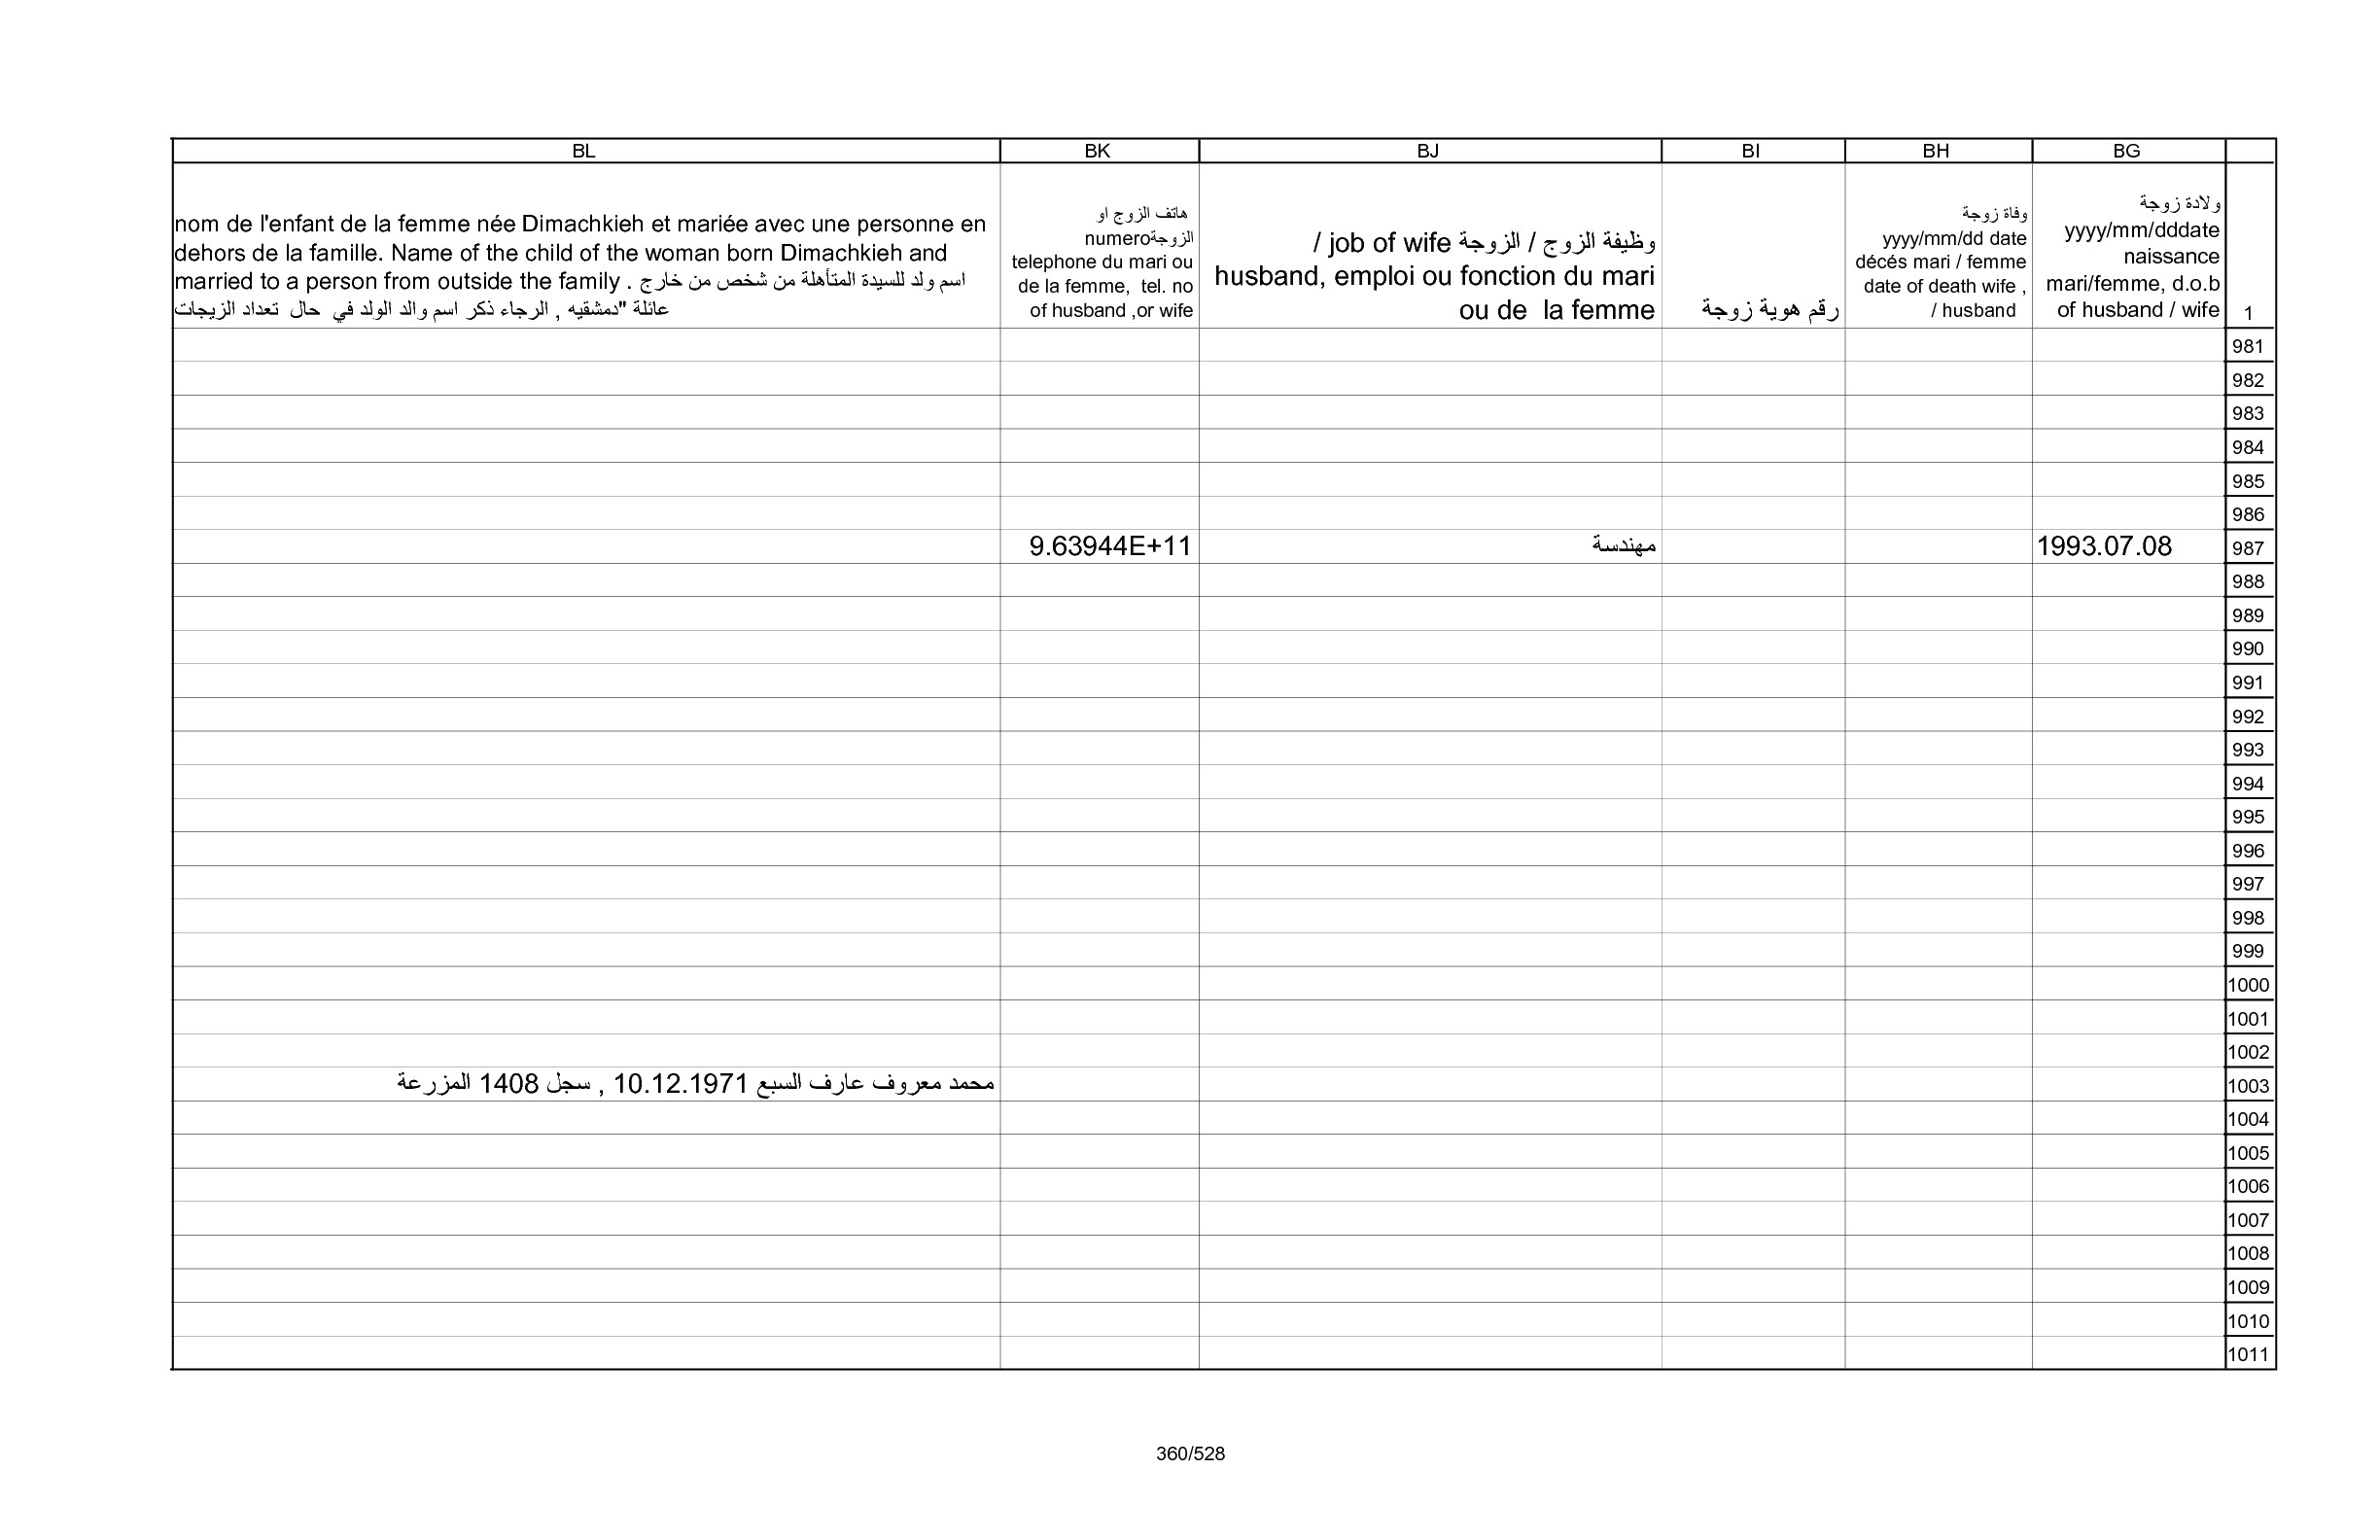 BL BK BJ BI BH BG
nom de l'enfant de la femme née Dimachkieh et mariée avec une personne en
dehors de la famille. Name of the child of the woman born Dimachkieh and
married to a person from outside the family . اسم ولد للسيدة المتأهلة من شخص من خارج
عائلة "دمشقيه , الرجاء ذكر اسم والد الولد في حال تعداد الزيجات
هاتف الزوج او
الزوجةnumero
telephone du mari ou
de la femme, tel. no
of husband ,or wife
وظيفة الزوج / الزوجة job of wife /
husband, emploi ou fonction du mari
ou de la femme
رقم هوية زوجة
وفاة زوجة
yyyy/mm/dd date
décés mari / femme
date of death wife ,
/ husband
ولادة زوجة
yyyy/mm/dddate
naissance
mari/femme, d.o.b
of husband / wife
1
981
982
983
984
985
986
9.63944E+11 مهندسة 1993.07.08 987
988
989
990
991
992
993
994
995
996
997
998
999
1000
1001
1002
محمد معروف عارف السبع 10.12.1971 , سجل 1408 المزرعة 1003
1004
1005
1006
1007
1008
1009
1010
1011
360/528